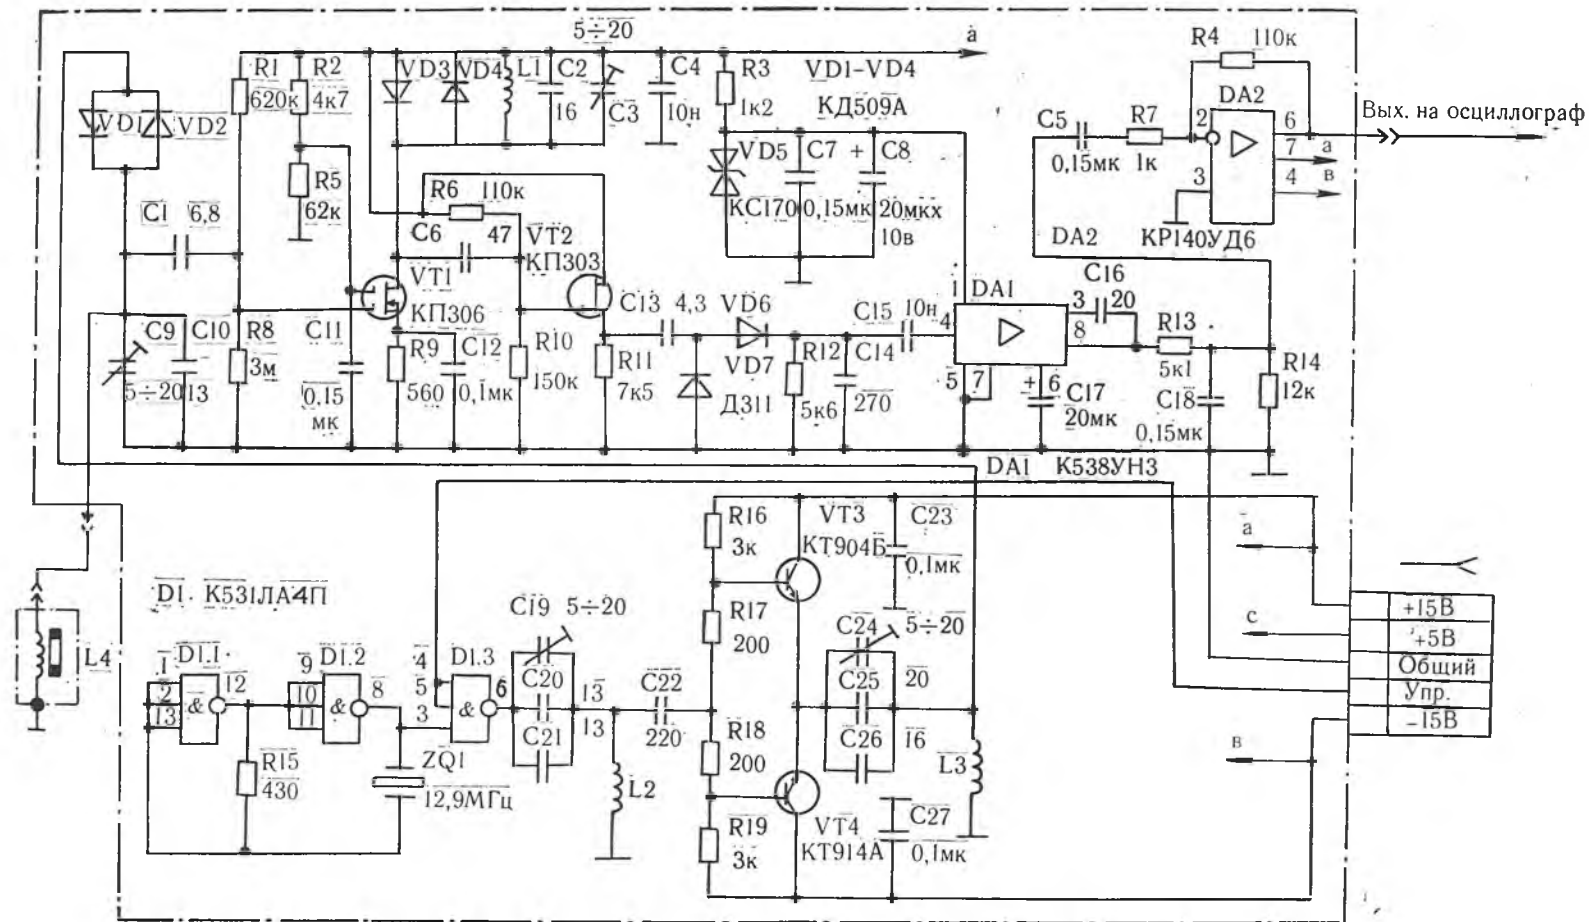 5÷20
a
R4 110к
R1 620к
R2 4к7
VD3
VD4
L1
C2 16
C3
C4 10н
R3 1к2
VD1-VD4
КД509А
DA2
VD1
VD2
C5 0,15мк
R7 1к
2
3
6
7
4
а
в
Вых. на осциллограф
R5 62к
R6 110к
VD5
КС170
C7 0,15мк
+ C8
20мкх
10в
КР140УД6
DA2
C1 6,8
C6 47
VT2
КП303
VT1
КП306
C13 4,3
VD6
C15 10н
1
4
DA1
3
8
C16 20
R13 5к1
C9
5÷20
C10
13
R8
3м
C11
0,15
мк
R9
560
C12
0,1мк
R10
150к
R11
7к5
VD7
Д311
R12
5к6
C14
270
5
7
+
6
C17
20мк
C18
0,15мк
R14
12к
DA1 К538УН3
R16
3к
VT3
КТ904Б
C23
0,1мк
a
L4
D1 К531ЛА4П
C19 5÷20
R17
200
C24 5÷20
с
+15В
+5В
Общий
Упр.
-15В
D1.1
1
2
13
&
12
D1.2
9
10
11
&
8
D1.3
4
5
3
&
6
C20 13
C21 13
C22
220
C25 20
C26 16
R18
200
L3
в
R15
430
ZQ1
12,9МГц
L2
R19
3к
VT4
КТ914А
C27
0,1мк